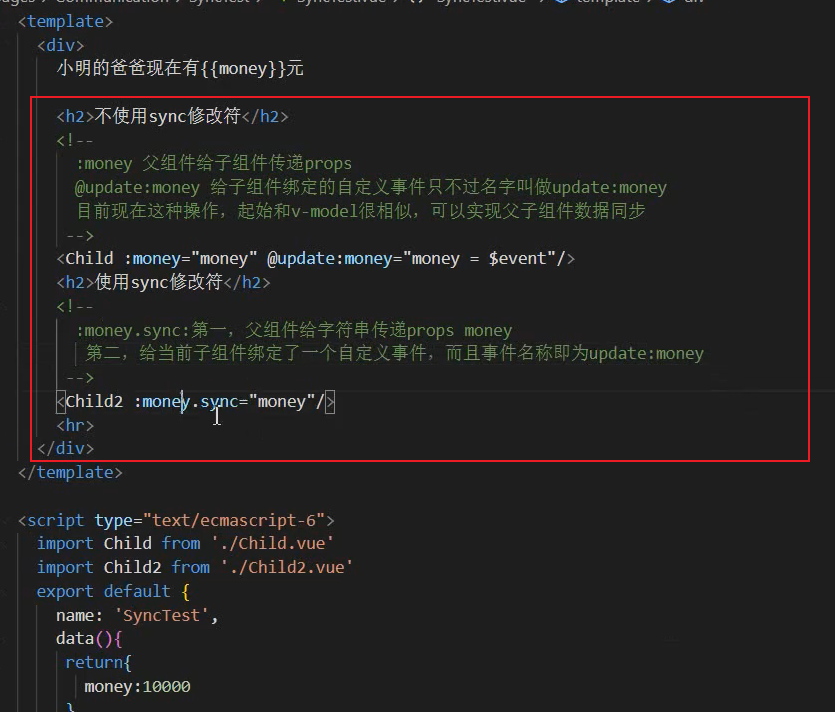 <template>
<div>
小明的爸爸现在有{{money}}元
<h2>不使用sync修改符</h2>
<!--
:money 父组件给子组件传递props
@update:money 给子组件绑定的自定义事件只不过名字叫做update:money
目前现在这种操作，起始和v-model很相似，可以实现父子组件数据同步
-->
<Child :money="money" @update:money="money = $event"/>
<h2>使用sync修改符</h2>
<!--
:money.sync:第一，父组件给字符串传递props money
第二，给当前子组件绑定了一个自定义事件，而且事件名称即为update:money
-->
<Child2 :money.sync="money"/>
<hr>
</div>
</template>
<script type="text/ecmascript-6">
import Child from './Child.vue'
import Child2 from './Child2.vue'
export default {
name: 'SyncTest',
data(){
return{
money:10000
}